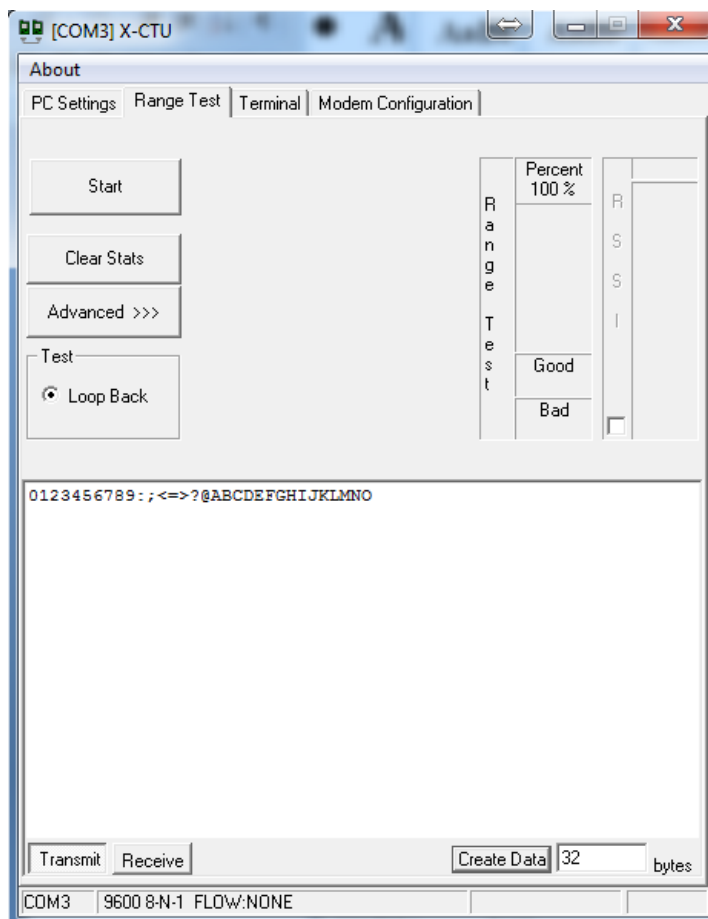 [COM3] X-CTU
About
PC Settings Range Test Terminal Modem Configuration
Start
Clear Stats
Advanced >>>
Test
Loop Back
Range Test
Percent
100 %
Good
Bad
RSSI
0123456789:;<=>?@ABCDEFGHIJKLMNO
Transmit Receive Create Data 32 bytes
COM3 9600 8-N-1 FLOW:NONE